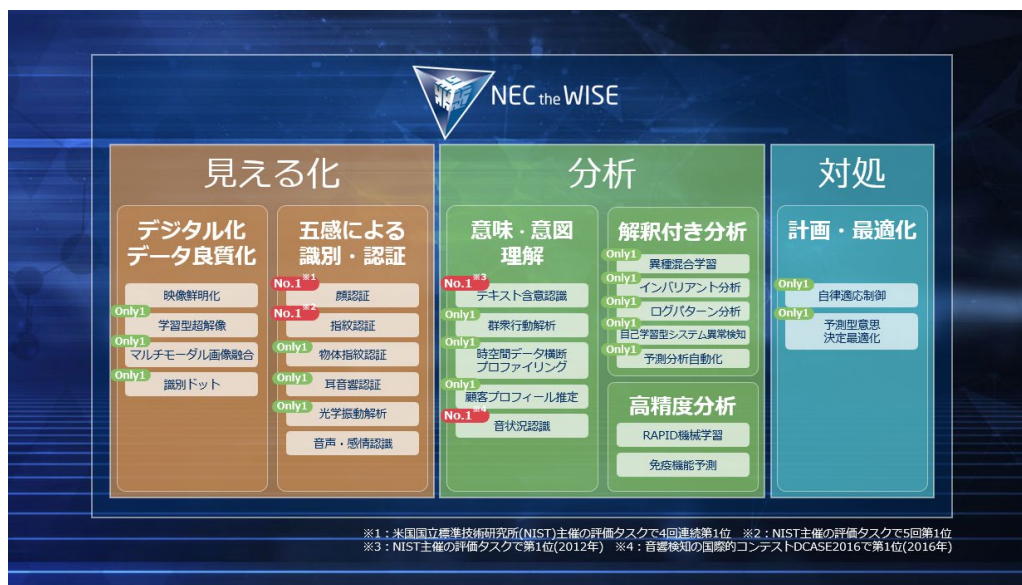 NEC the WISE
見える化
デジタル化
データ良質化
映像鮮明化
Only1
学習型超解像
Only1
マルチモーダル画像融合
Only1
識別ドット
五感による
識別・認証
No.1※1
顔認証
No.1※2
指紋認証
Only1
物体指紋認証
Only1
耳音響認証
Only1
光学振動解析
音声・感情認識
分析
意味・意図
理解
No.1※3
テキスト含意認識
Only1
群衆行動解析
Only1
時空間データ横断
プロファイリング
Only1
顧客プロフィール推定
No.1※4
音状況認識
解釈付き分析
Only1
異種混合学習
Only1
インバリアント分析
Only1
ログパターン分析
Only1
自己学習型システム異常検知
Only1
予測分析自動化
高精度分析
RAPID機械学習
免疫機能予測
対処
計画・最適化
Only1
自律適応制御
Only1
予測型意思
決定最適化
※1：米国国立標準技術研究所(NIST)主催の評価タスクで4回連続第1位 ※2：NIST主催の評価タスクで5回第1位
※3：NIST主催の評価タスクで第1位(2012年) ※4：音響検知の国際的コンテストDCASE2016で第1位(2016年)